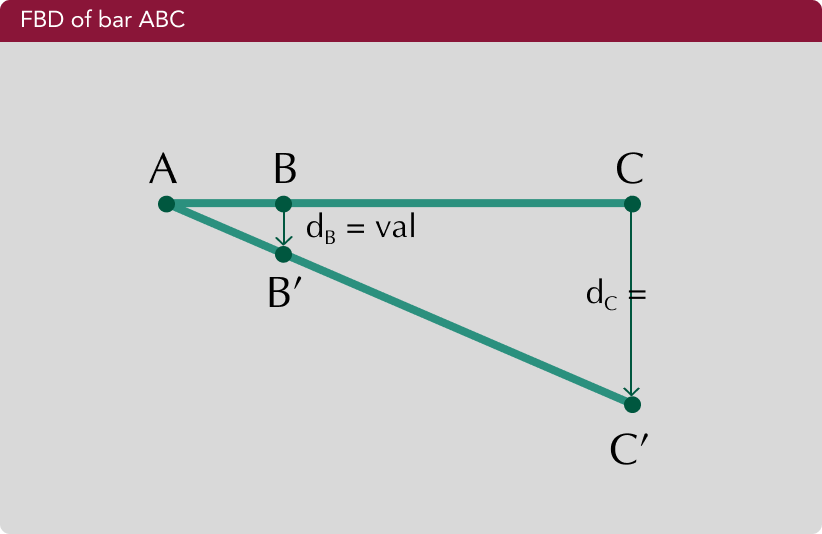 FBD of bar ABC
A B C
d_B = val
B′
d_C =
C′